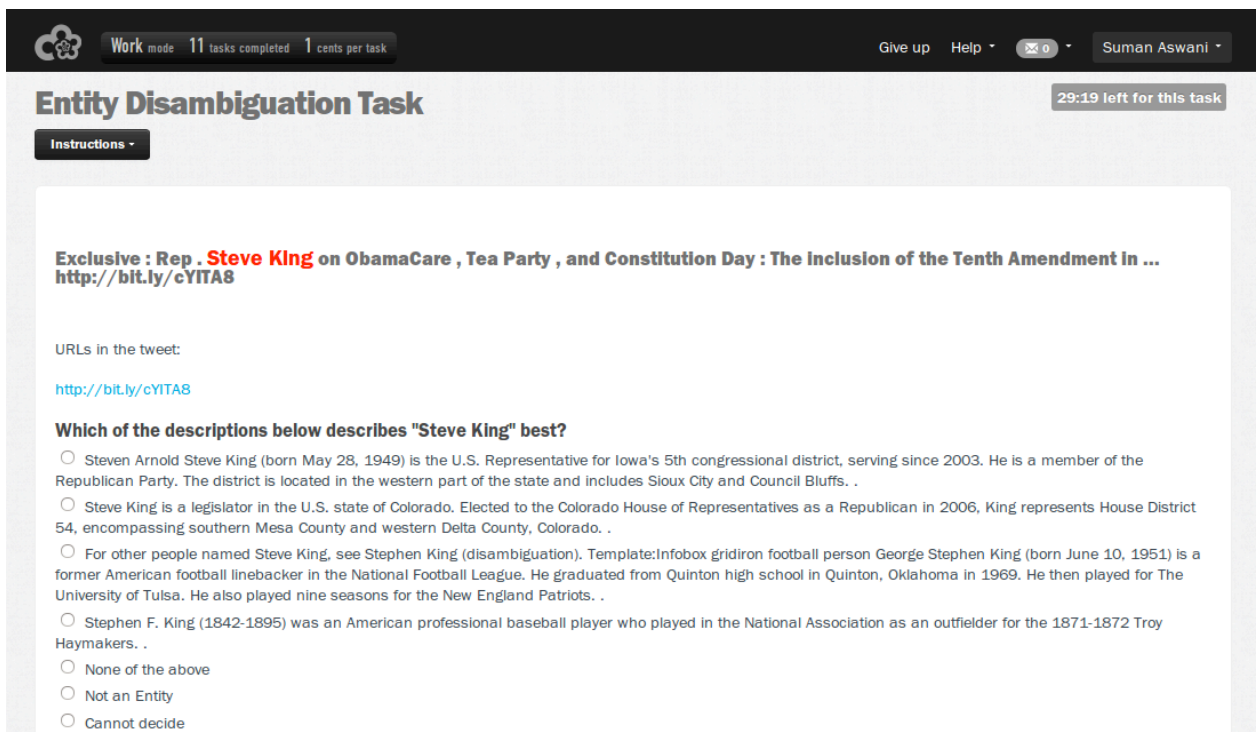 Work mode 11 tasks completed 1 cents per task
Give up Help 0 Suman Aswani
Entity Disambiguation Task
29:19 left for this task
Instructions
Exclusive : Rep . Steve King on ObamaCare , Tea Party , and Constitution Day : The inclusion of the Tenth Amendment in ...
http://bit.ly/cYITA8
URLs in the tweet:
http://bit.ly/cYITA8
Which of the descriptions below describes "Steve King" best?
Steven Arnold Steve King (born May 28, 1949) is the U.S. Representative for Iowa's 5th congressional district, serving since 2003. He is a member of the
Republican Party. The district is located in the western part of the state and includes Sioux City and Council Bluffs. .
Steve King is a legislator in the U.S. state of Colorado. Elected to the Colorado House of Representatives as a Republican in 2006, King represents House District
54, encompassing southern Mesa County and western Delta County, Colorado. .
For other people named Steve King, see Stephen King (disambiguation). Template:Infobox gridiron football person George Stephen King (born June 10, 1951) is a
former American football linebacker in the National Football League. He graduated from Quinton high school in Quinton, Oklahoma in 1969. He then played for The
University of Tulsa. He also played nine seasons for the New England Patriots. .
Stephen F. King (1842-1895) was an American professional baseball player who played in the National Association as an outfielder for the 1871-1872 Troy
Haymakers. .
None of the above
Not an Entity
Cannot decide